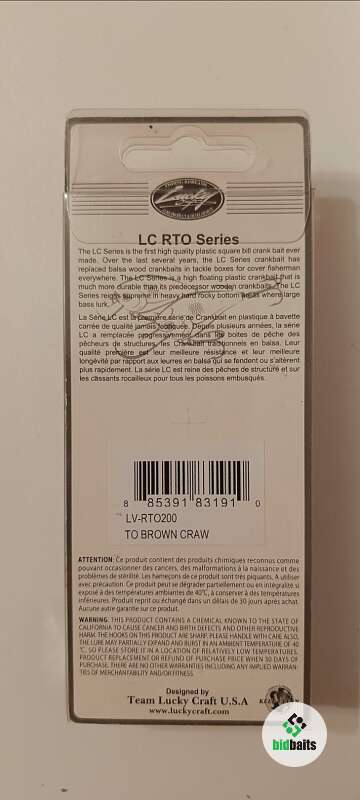 Lucky
LC RTO Series
The LC Series is the first high quality plastic square bill crank bait ever
made. Over the last several years, the LC Series crankbait has
replaced balsa wood crankbaits in tackle boxes for cover fisherman
everywhere. The LC Series is a high floating plastic crankbait that is
much more durable than its predecessor wooden crankbaits. The LC
Series reigns supreme in heavy hard rocky bottom areas where large
bass lurk.
La Série LC est la première série de Crankbait en plastique à bavette
carrée de qualité jamais fabriquée. Depuis plusieurs années, la série
LC a remplacée progressivement dans les boites de pêche des
pêcheurs de structures, les Crankbait traditionnels en balsa. Leur
qualité première est leur meilleure résistance et leur meilleure
longévité par rapport aux leurres en balsa qui se fendent ou s'altèrent
plus rapidement. La série LC est reine des pêches de structure et sur
les classants rocailleux pour tous les poissons embusqués.
8 85391 83191 0
LV-RTO200
TO BROWN CRAW
ATTENTION: Ce produit contient des produits chimiques reconnus comme
pouvant occasionner des cancers, des malformations à la naissance et des
problèmes de stérilité. Les hameçons de ce produit sont très piquants. A utiliser
avec précaution. Ce produit peut se dégrader partiellement ou en intégralité si
exposé à des températures ambiantes de 40℃, à conserver à des températures
inférieures. Produit reprit ou échangé dans un délais de 30 jours après achat.
Aucune autre garantie sur ce produit.
WARNING: THIS PRODUCT CONTAINS A CHEMICAL KNOWN TO THE STATE OF
CALIFORNIA TO CAUSE CANCER AND BIRTH DEFECTS AND OTHER REPRODUCTIVE
HARM. THE HOOKS ON THIS PRODUCT ARE SHARP. PLEASE HANDLE WITH CARE ALSO,
THE LURE MAY PARTIALLY EXPAND AND BURST IN AN AMBIENT TEMPERATURE OF 40
℃, SO PLEASE STORE IT IN A LOCATION OF RELATIVELY LOW TEMPERATURES.
PRODUCT REPLACEMENT OR REFUND OF PURCHASE PRICE WHEN 30 DAYS OF
PURCHASE. THERE ARE NO OTHER WARRANTIES INCLUDING ANY IMPLIED WARRAN-
TIES OF MERCHANTABILITY AND/OR FITNESS.
Designed by
Team Lucky Craft U.S.A
www.luckycraft.com
bidbaits